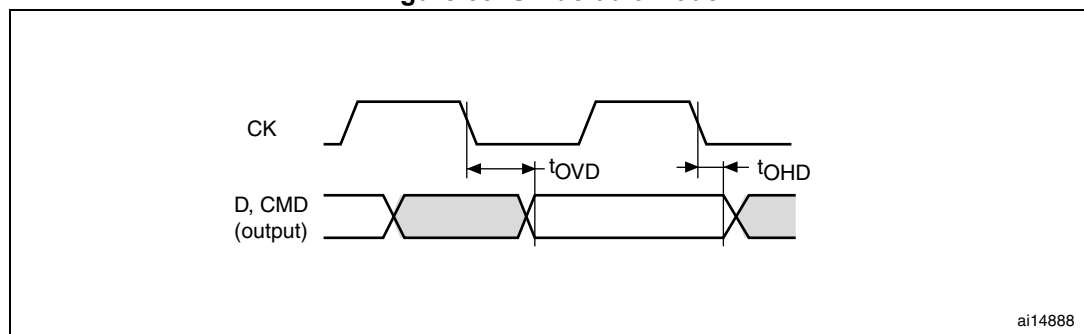 CK
tOVD
tOHD
D, CMD
(output)
ai14888